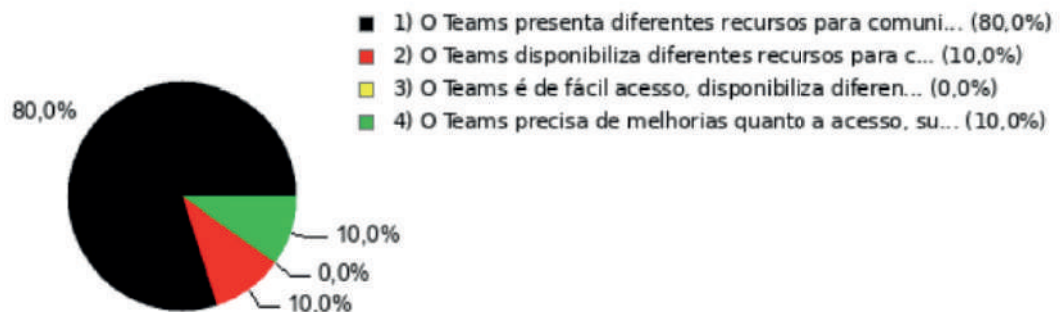 1) O Teams presenta diferentes recursos para comuni... (80,0%)
2) O Teams disponibiliza diferentes recursos para c... (10,0%)
3) O Teams é de fácil acesso, disponibiliza diferen... (0,0%)
4) O Teams precisa de melhorias quanto a acesso, su... (10,0%)
80,0%
10,0%
0,0%
10,0%